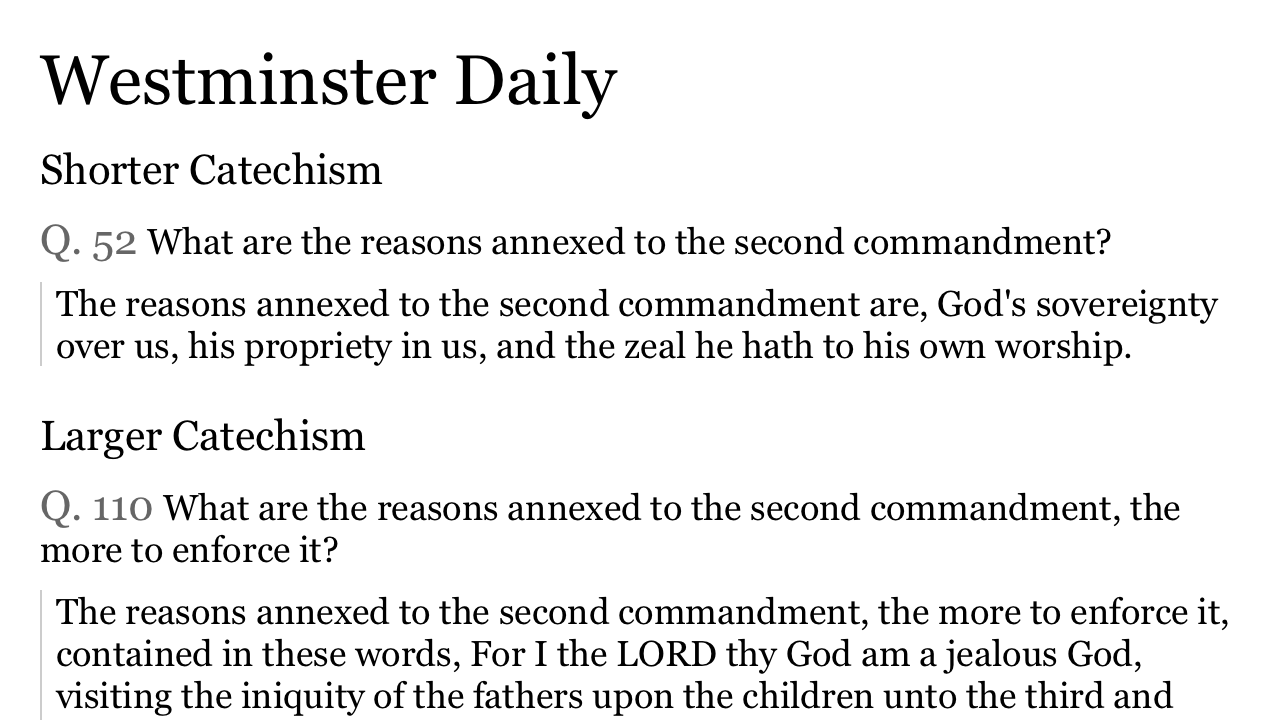 Westminster Daily
Shorter Catechism
Q. 52 What are the reasons annexed to the second commandment?
The reasons annexed to the second commandment are, God's sovereignty
over us, his propriety in us, and the zeal he hath to his own worship.
Larger Catechism
Q. 110 What are the reasons annexed to the second commandment, the
more to enforce it?
The reasons annexed to the second commandment, the more to enforce it,
contained in these words, For I the LORD thy God am a jealous God,
visiting the iniquity of the fathers upon the children unto the third and